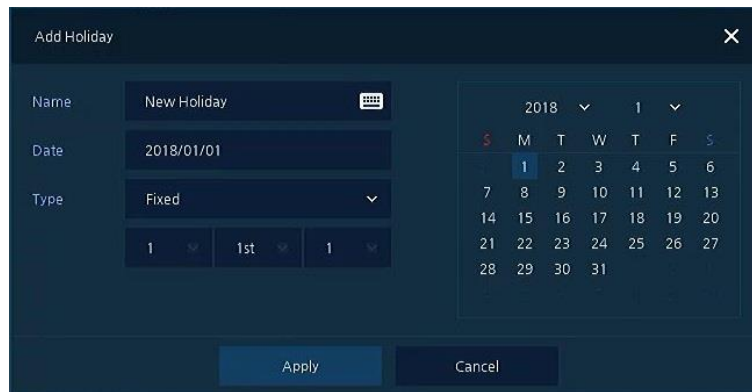 Add Holiday
Name
New Holiday
Date
2018/01/01
Type
Fixed
1 1st 1
2018 1
S M T W T F S
1 2 3 4 5 6
7 8 9 10 11 12 13
14 15 16 17 18 19 20
21 22 23 24 25 26 27
28 29 30 31
Apply Cancel